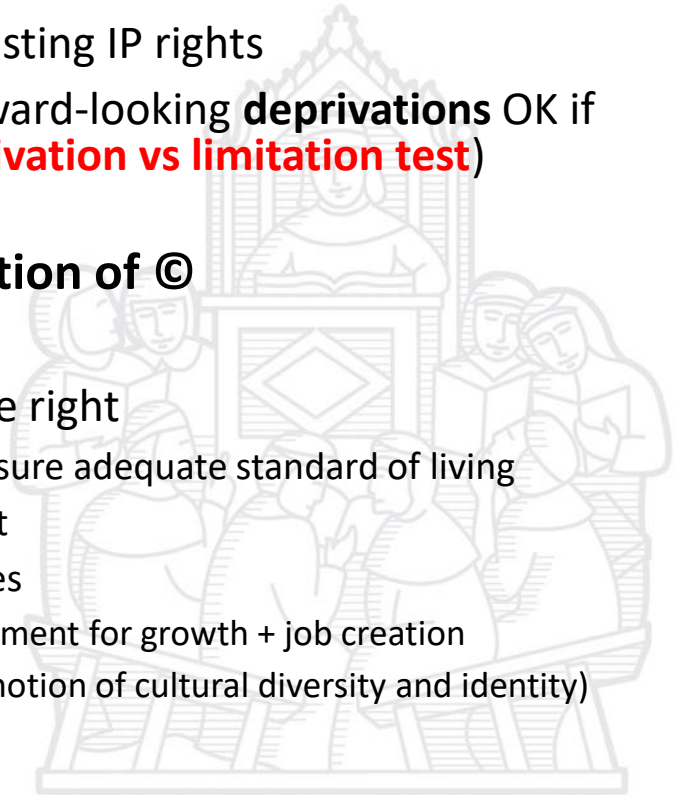 sting IP rights
ward-looking deprivations OK if
ivation vs limitation test)
tion of ©
e right
sure adequate standard of living
t
es
ment for growth + job creation
notion of cultural diversity and identity)